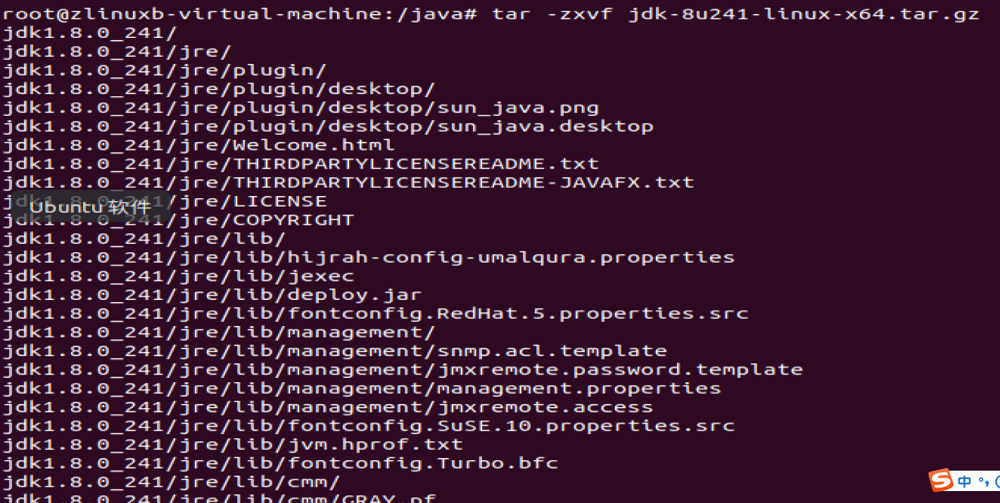 root@zlinuxb-virtual-machine:/java# tar -zxvf jdk-8u241-linux-x64.tar.gz
jdk1.8.0_241/
jdk1.8.0_241/jre/
jdk1.8.0_241/jre/plugin/
jdk1.8.0_241/jre/plugin/desktop/
jdk1.8.0_241/jre/plugin/desktop/sun_java.png
jdk1.8.0_241/jre/plugin/desktop/sun_java.desktop
jdk1.8.0_241/jre/Welcome.html
jdk1.8.0_241/jre/THIRDPARTYLICENSEREADME.txt
jdk1.8.0_241/jre/THIRDPARTYLICENSEREADME-JAVAFX.txt
jdk1.8.0_241/jre/LICENSE
Ubuntu 软件
jdk1.8.0_241/jre/COPYRIGHT
jdk1.8.0_241/jre/lib/
jdk1.8.0_241/jre/lib/hijrah-config-umalqura.properties
jdk1.8.0_241/jre/lib/jexec
jdk1.8.0_241/jre/lib/deploy.jar
jdk1.8.0_241/jre/lib/fontconfig.RedHat.5.properties.src
jdk1.8.0_241/jre/lib/management/
jdk1.8.0_241/jre/lib/management/snmp.acl.template
jdk1.8.0_241/jre/lib/management/jmxremote.password.template
jdk1.8.0_241/jre/lib/management/management.properties
jdk1.8.0_241/jre/lib/management/jmxremote.access
jdk1.8.0_241/jre/lib/fontconfig.SuSE.10.properties.src
jdk1.8.0_241/jre/lib/jvm.hprof.txt
jdk1.8.0_241/jre/lib/fontconfig.Turbo.bfc
jdk1.8.0_241/jre/lib/cmm/
S 中 °,
jdk1.8.0_241/jre/lib/cmm/GRAY.pf